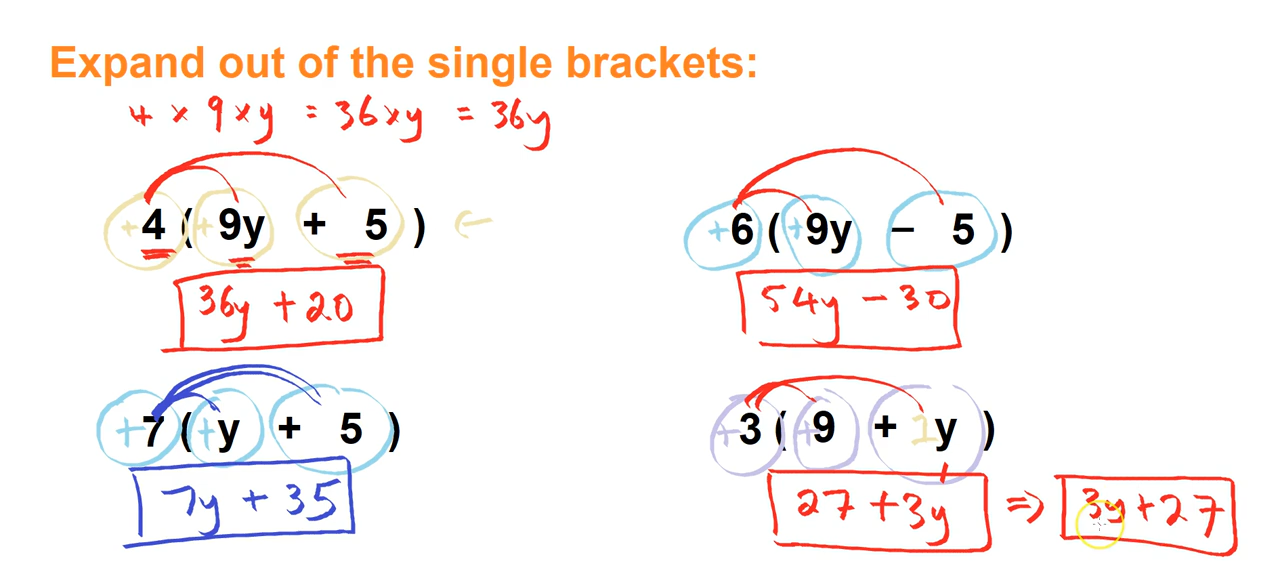 Expand out of the single brackets:
4 × 9 × y = 36 × y = 36y
+4 ( +9y + 5 ) ←
36y + 20
+6 ( +9y − 5 )
54y − 30
+7 ( +y + 5 )
7y + 35
+3 ( +9 + 1y )
27 + 3y ⇒ 3y + 27